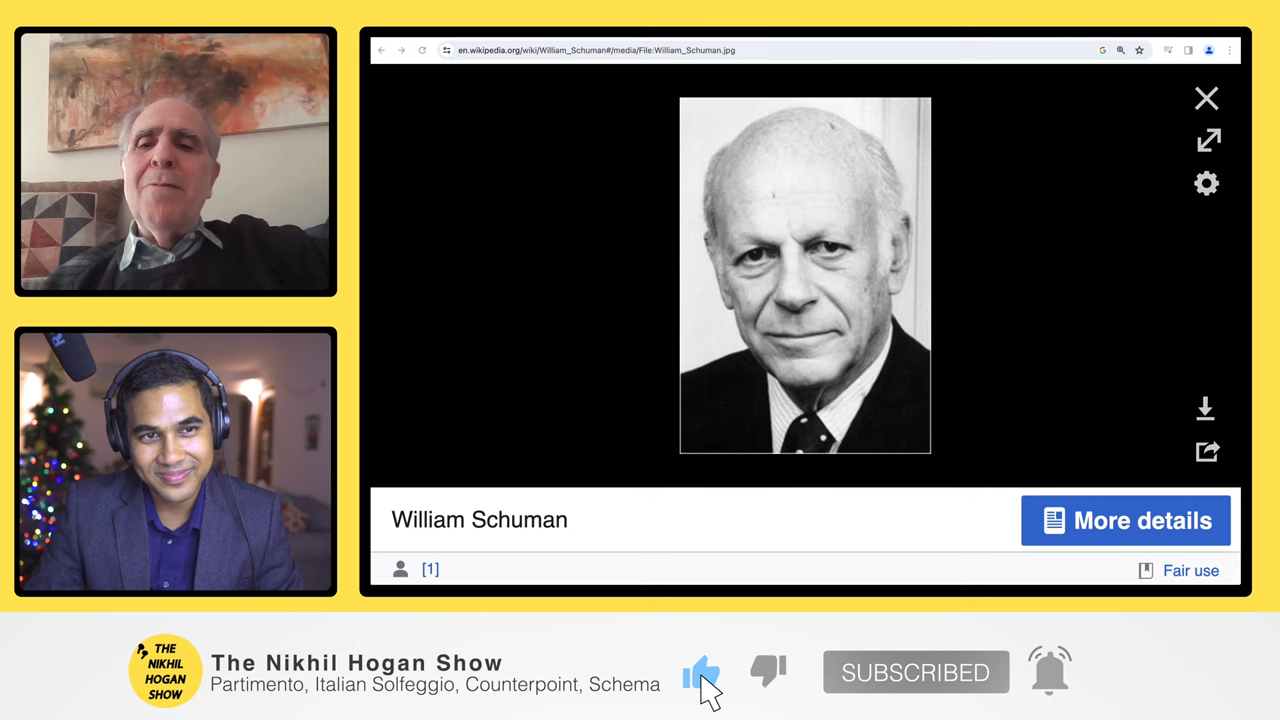 en.wikipedia.org/wiki/William_Schuman#/media/File:William_Schuman.jpg
William Schuman
More details
[1]
Fair use
THE
NIKHIL
HOGAN
SHOW
The Nikhil Hogan Show
Partimento, Italian Solfeggio, Counterpoint, Schema
SUBSCRIBED